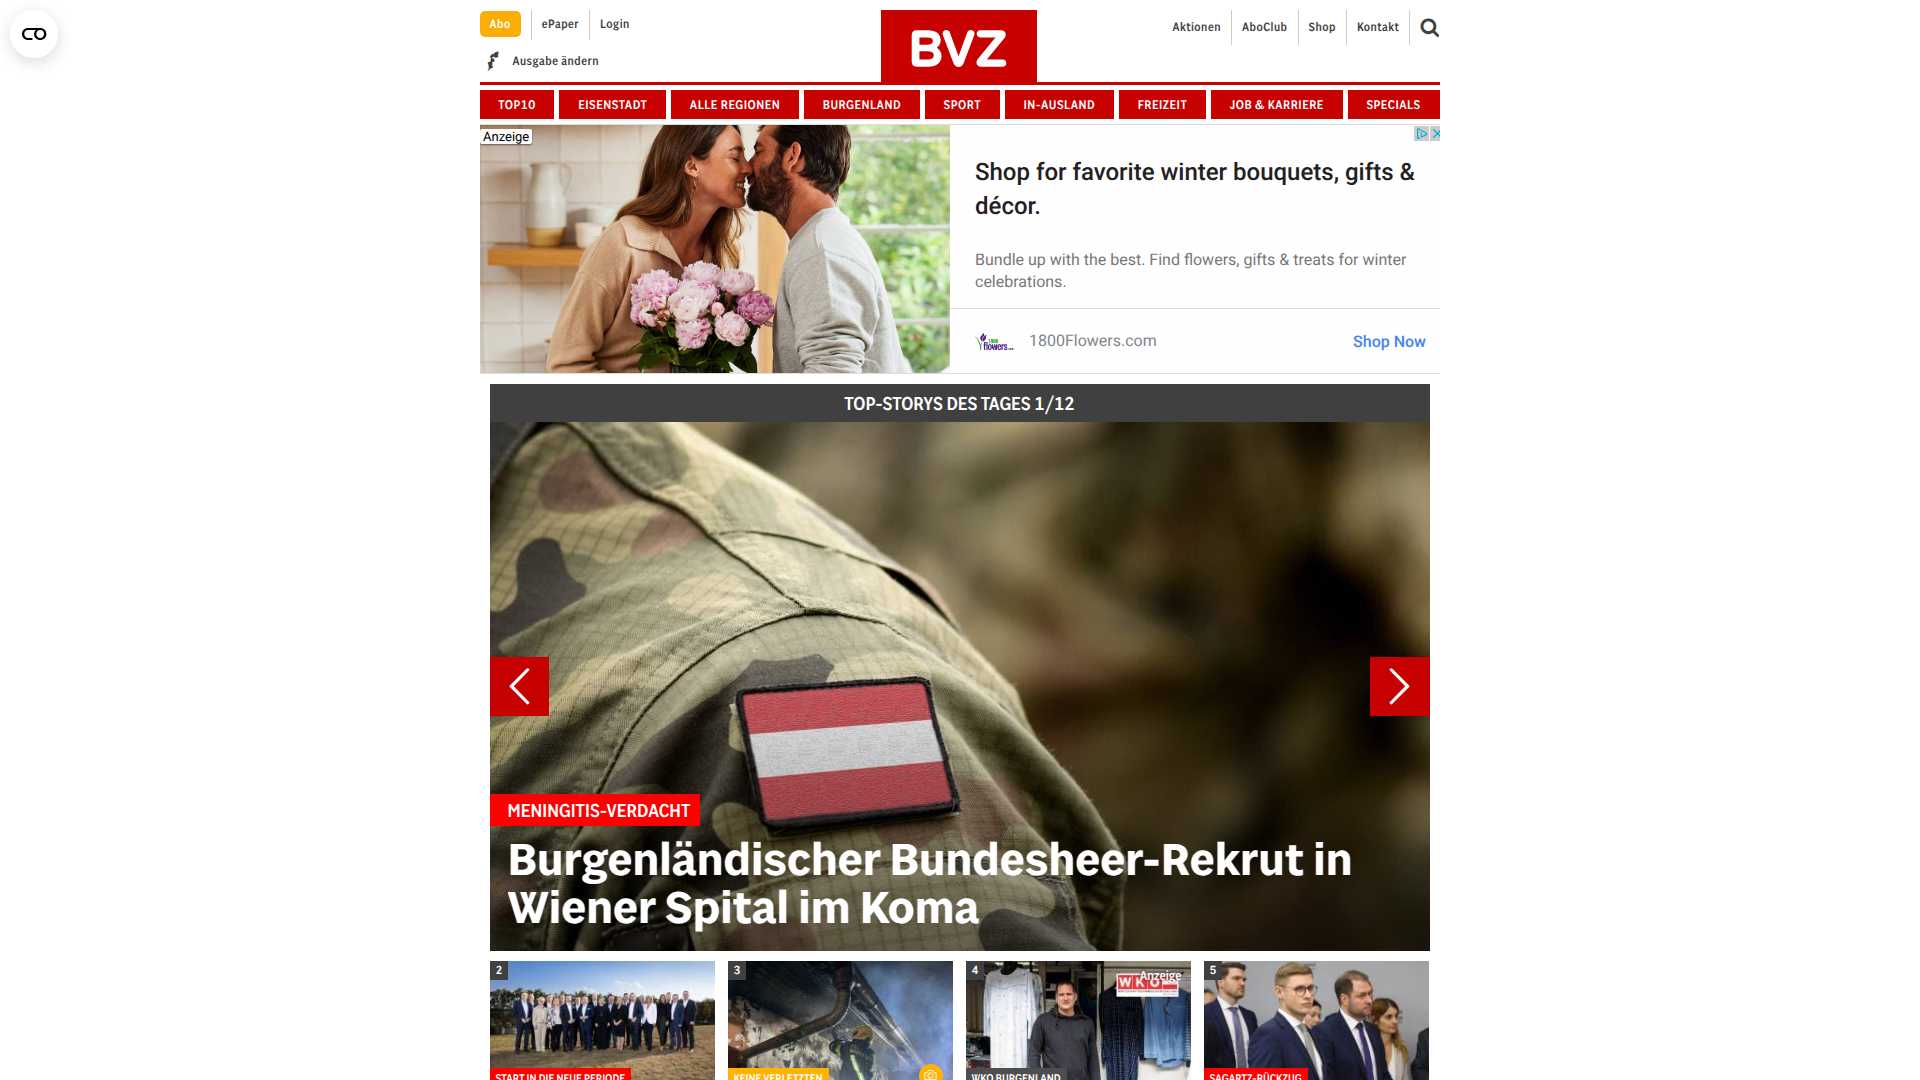 Abo
ePaper
Login
Ausgabe ändern
BVZ
Aktionen
AboClub
Shop
Kontakt
TOP10
EISENSTADT
ALLE REGIONEN
BURGENLAND
SPORT
IN-AUSLAND
FREIZEIT
JOB & KARRIERE
SPECIALS
Anzeige
Shop for favorite winter bouquets, gifts &
décor.
Bundle up with the best. Find flowers, gifts & treats for winter
celebrations.
1800Flowers.com
Shop Now
TOP-STORYS DES TAGES 1/12
MENINGITIS-VERDACHT
Burgenländischer Bundesheer-Rekrut in
Wiener Spital im Koma
2
START IN DIE NEUE PERIODE
3
KEINE VERLETZTEN
4
Anzeige
WKO
WKO BURGENLAND
5
SAGARTZ-RÜCKZUG